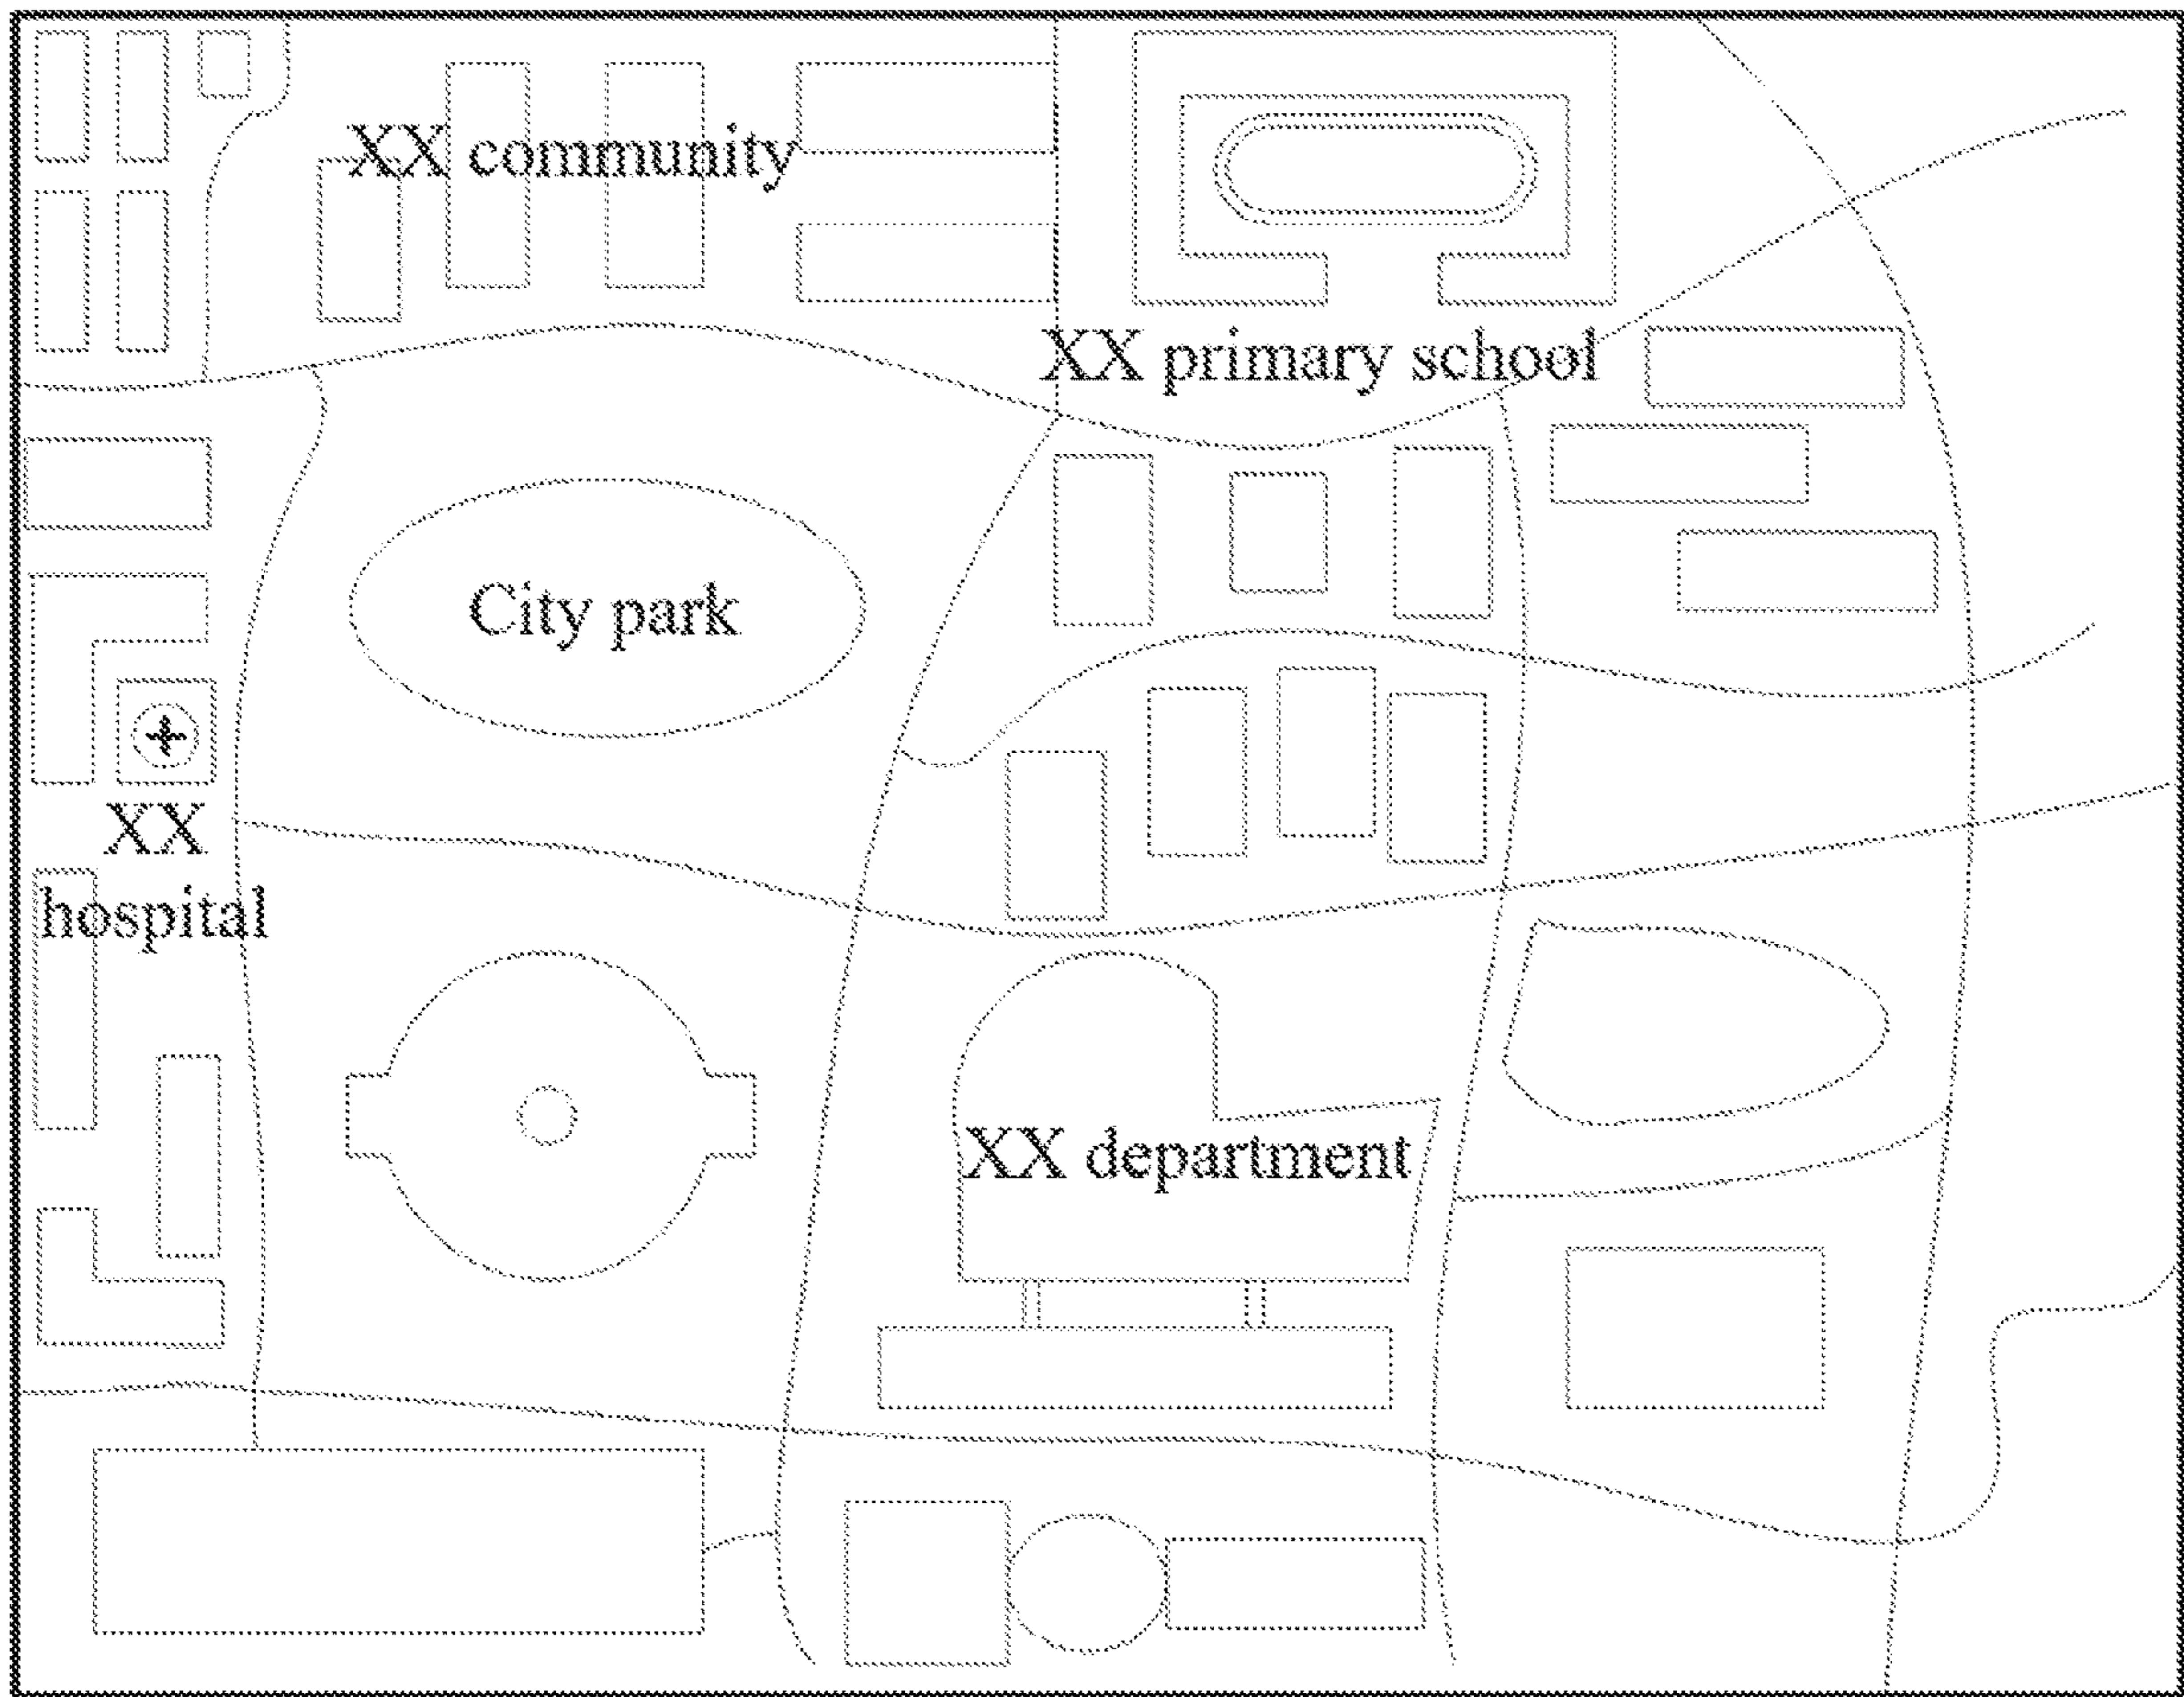 XX community
XX primary school
City park
XX
hospital
XX department